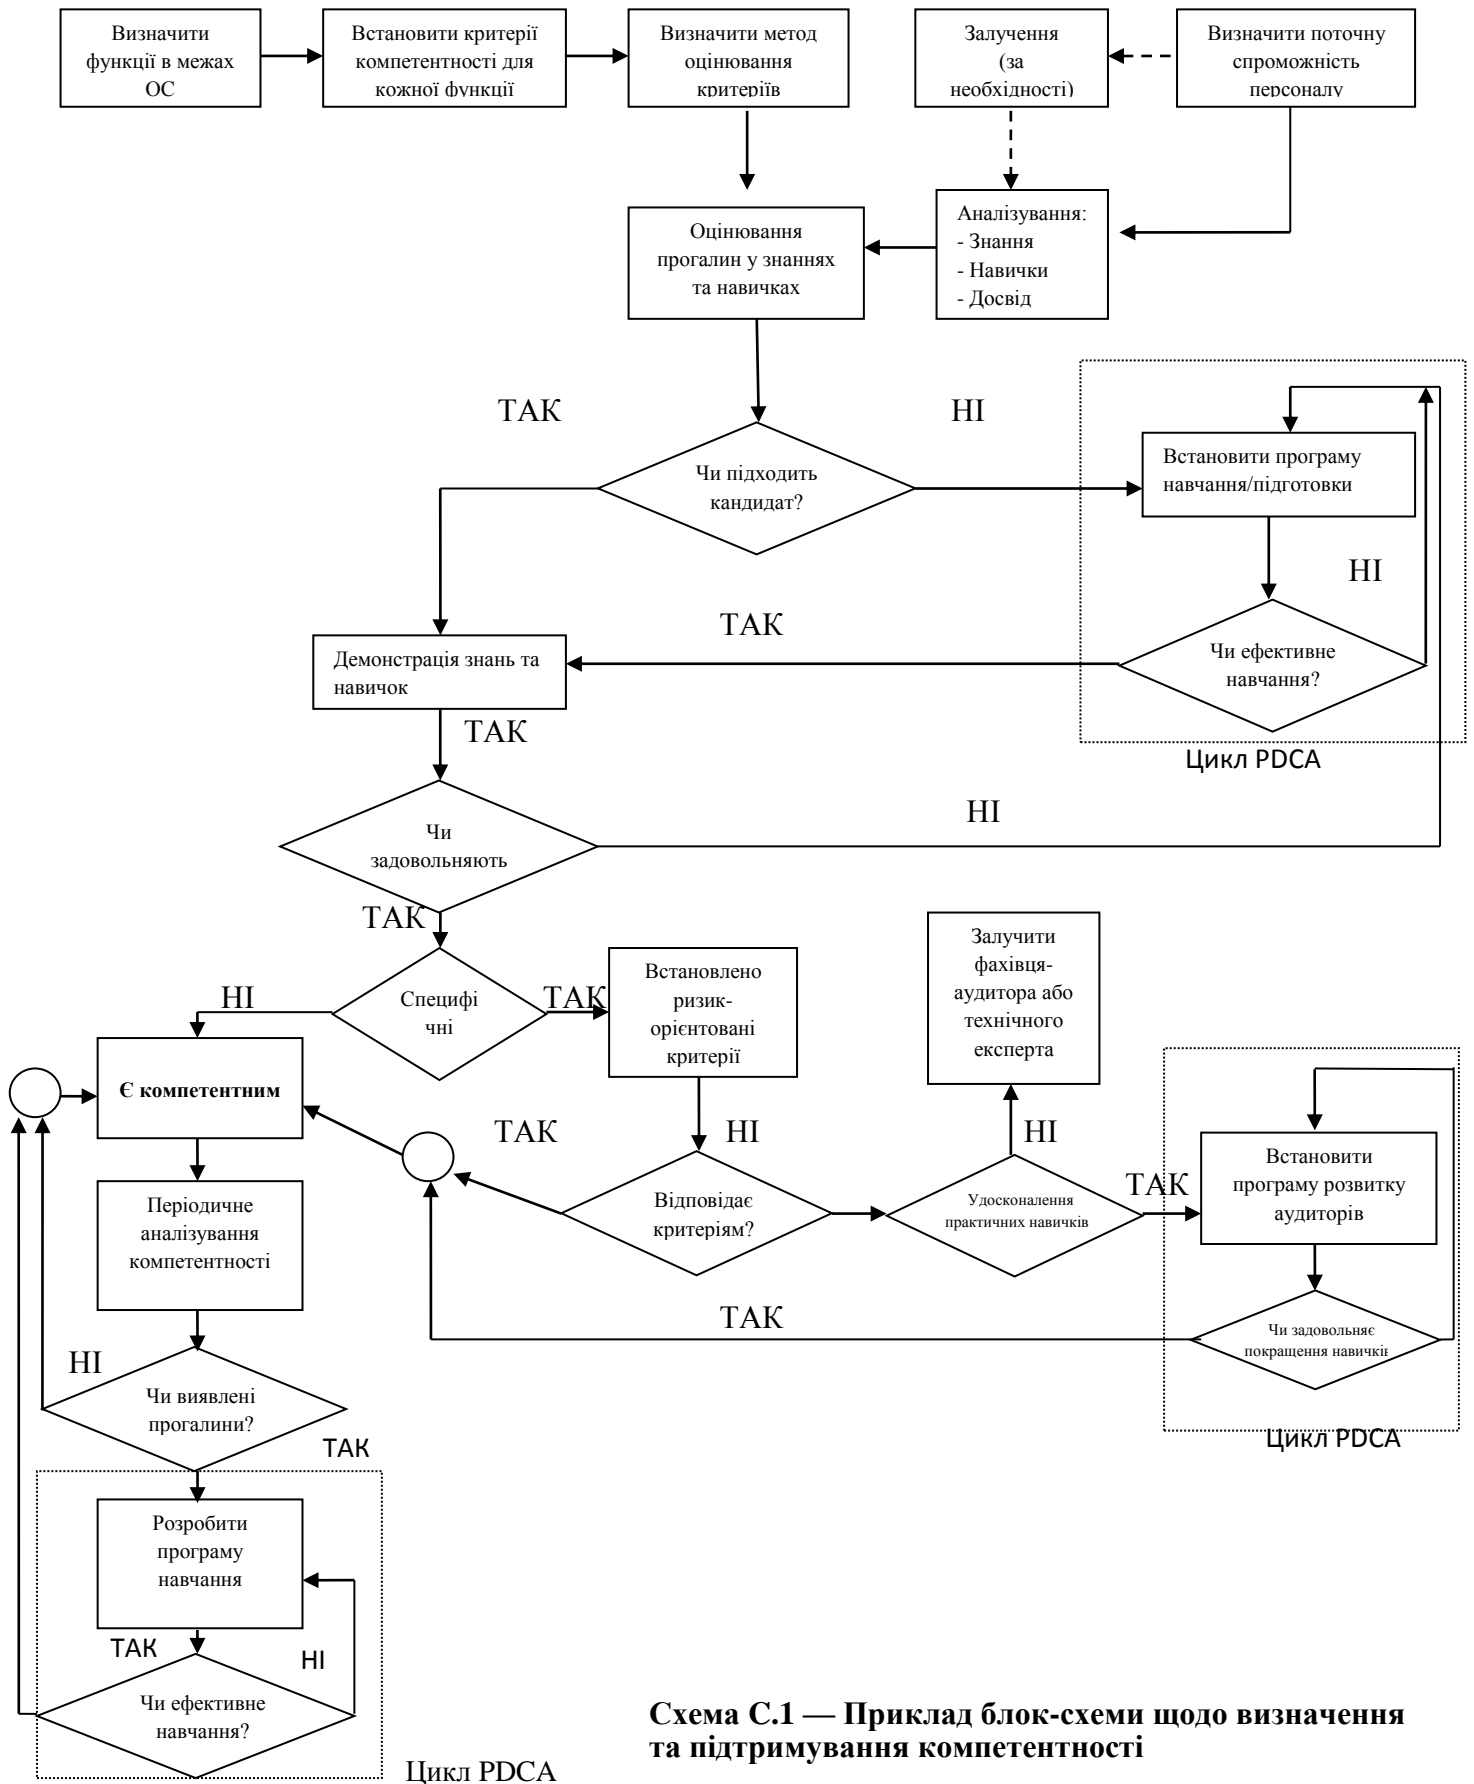 Визначити
функції в межах
ОС
Встановити критерії
компетентності для
кожної функції
Визначити метод
оцінювання
критеріїв
Залучення
(за
необхідності)
Визначити поточну
спроможність
персоналу
Оцінювання
прогалин у знаннях
та навичках
Аналізування:
- Знання
- Навички
- Досвід
ТАК
НІ
Чи підходить
кандидат?
Встановити програму
навчання/підготовки
НІ
ТАК
Чи ефективне
навчання?
Демонстрація знань та
навичок
ТАК
Цикл PDCA
НІ
Чи
задовольняють
ТАК
Специфі
чні
НІ
ТАК
Встановлено
ризик-
орієнтовані
критерії
Залучити
фахівця-
аудитора або
технічного
експерта
Є компетентним
ТАК
НІ
НІ
Відповідає
критеріям?
Удосконалення
практичних навичків
ТАК
Встановити
програму розвитку
аудиторів
Періодичне
аналізування
компетентності
ТАК
Чи задовольняє
покращення навичків
НІ
Чи виявлені
прогалини?
ТАК
Цикл PDCA
Розробити
програму
навчання
ТАК
НІ
Чи ефективне
навчання?
Цикл PDCA
Схема С.1 — Приклад блок-схеми щодо визначення
та підтримування компетентності